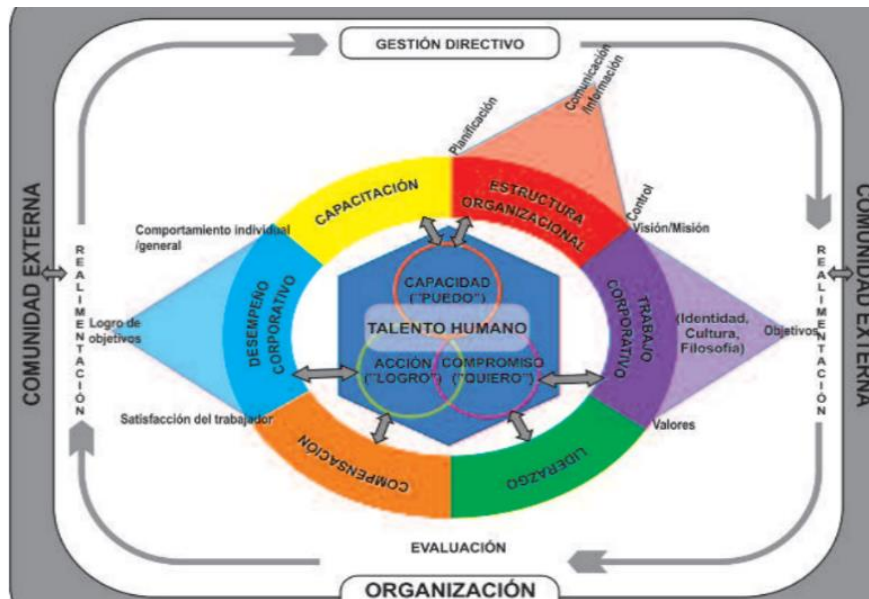 GESTIÓN DIRECTIVO
Comunicación
/Información
Planificación
CAPACITACIÓN
ESTRUCTURA
ORGANIZACIONAL
Control
Visión/Misión
Comportamiento individual
/general
COMUNIDAD EXTERNA
REALIMENTACIÓN
Logro de
objetivos
DESEMPEÑO
CORPORATIVO
CAPACIDAD
("PUEDO")
TALENTO HUMANO
ACCIÓN
("LOGRO")
COMPROMISO
("QUIERO")
TRABAJO
CORPORATIVO
(Identidad,
Cultura,
Filosofía)
Objetivos
REALIMENTACIÓN
COMUNIDAD EXTERNA
Satisfacción del trabajador
Valores
COMPENSACIÓN
LIDERAZGO
EVALUACIÓN
ORGANIZACIÓN